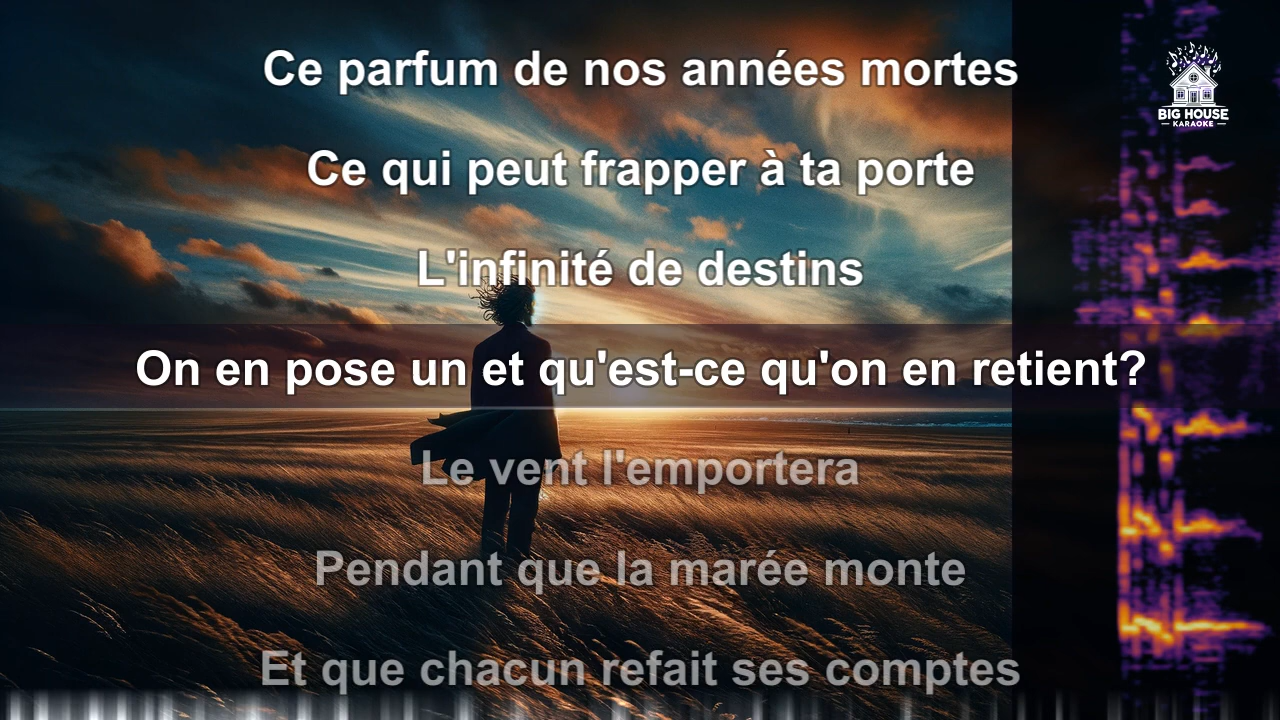 Ce parfum de nos années mortes
BIG HOUSE
KARAOKE
Ce qui peut frapper à ta porte
L'infinité de destins
On en pose un et qu'est-ce qu'on en retient?
Le vent l'emportera
Pendant que la marée monte
Et que chacun refait ses comptes